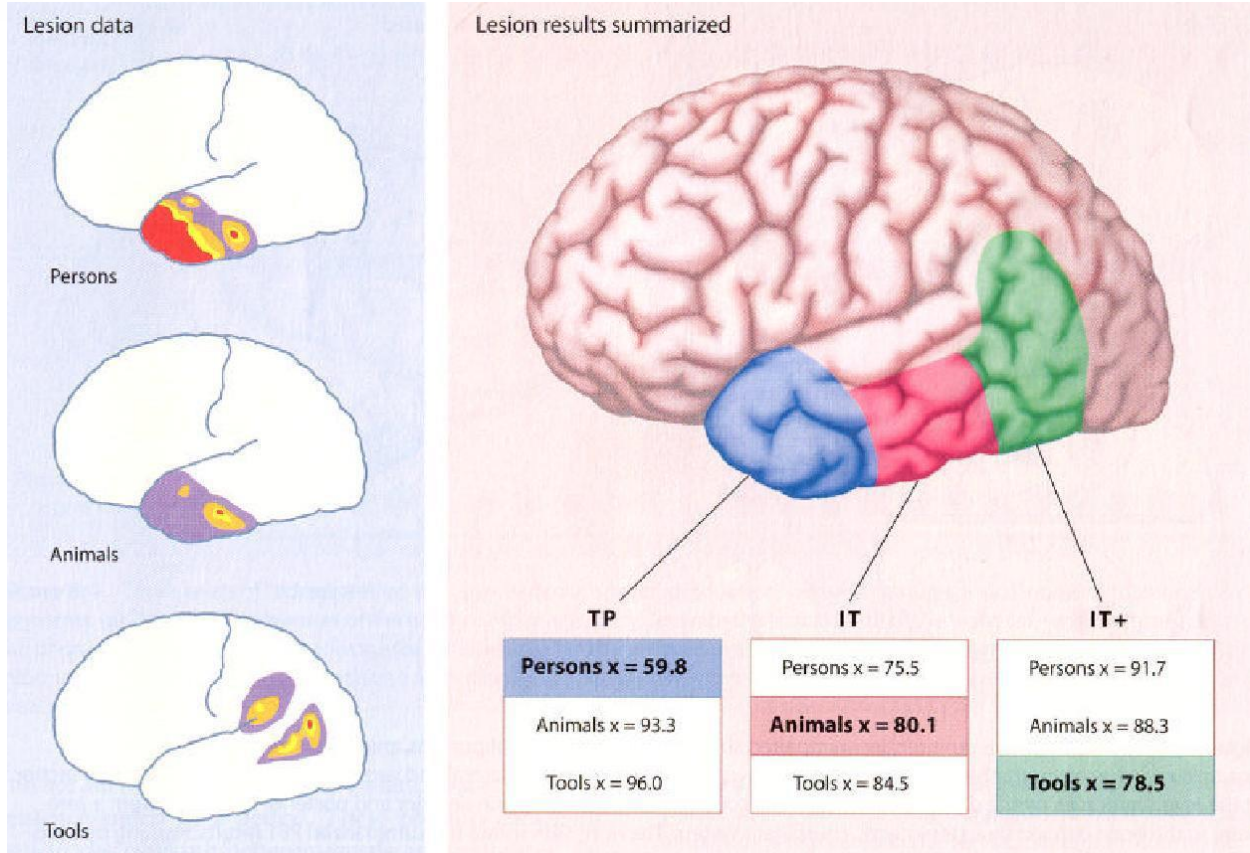 Lesion data
Persons
Animals
Tools
Lesion results summarized
TP
Persons x = 59.8
Animals x = 93.3
Tools x = 96.0
IT
Persons x = 75.5
Animals x = 80.1
Tools x = 84.5
IT+
Persons x = 91.7
Animals x = 88.3
Tools x = 78.5